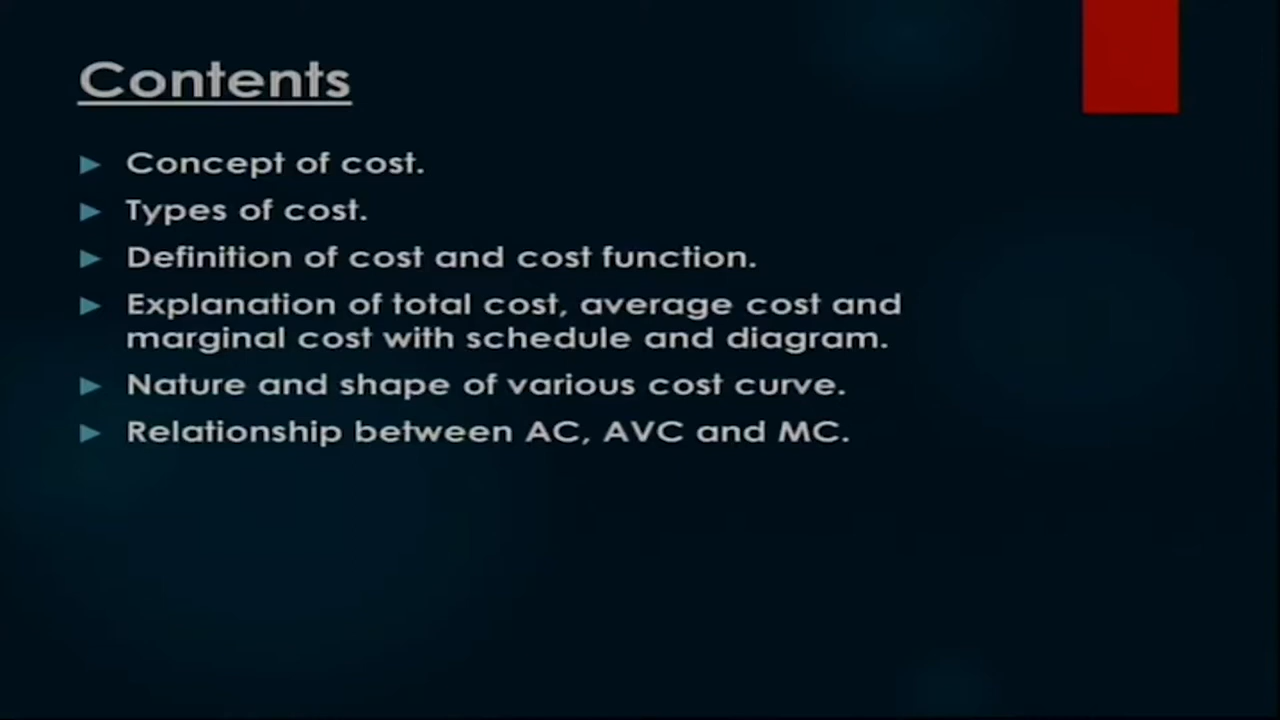 Contents
Concept of cost.
Types of cost.
Definition of cost and cost function.
Explanation of total cost, average cost and
marginal cost with schedule and diagram.
Nature and shape of various cost curve.
Relationship between AC, AVC and MC.